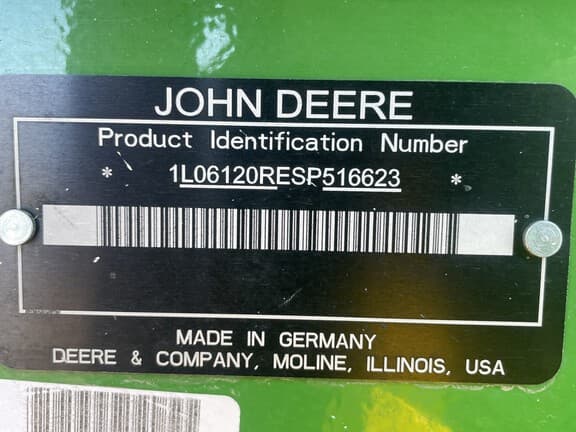 JOHN DEERE
Product Identification Number
* 1L06120RESP516623 *
MADE IN GERMANY
DEERE & COMPANY, MOLINE, ILLINOIS, USA